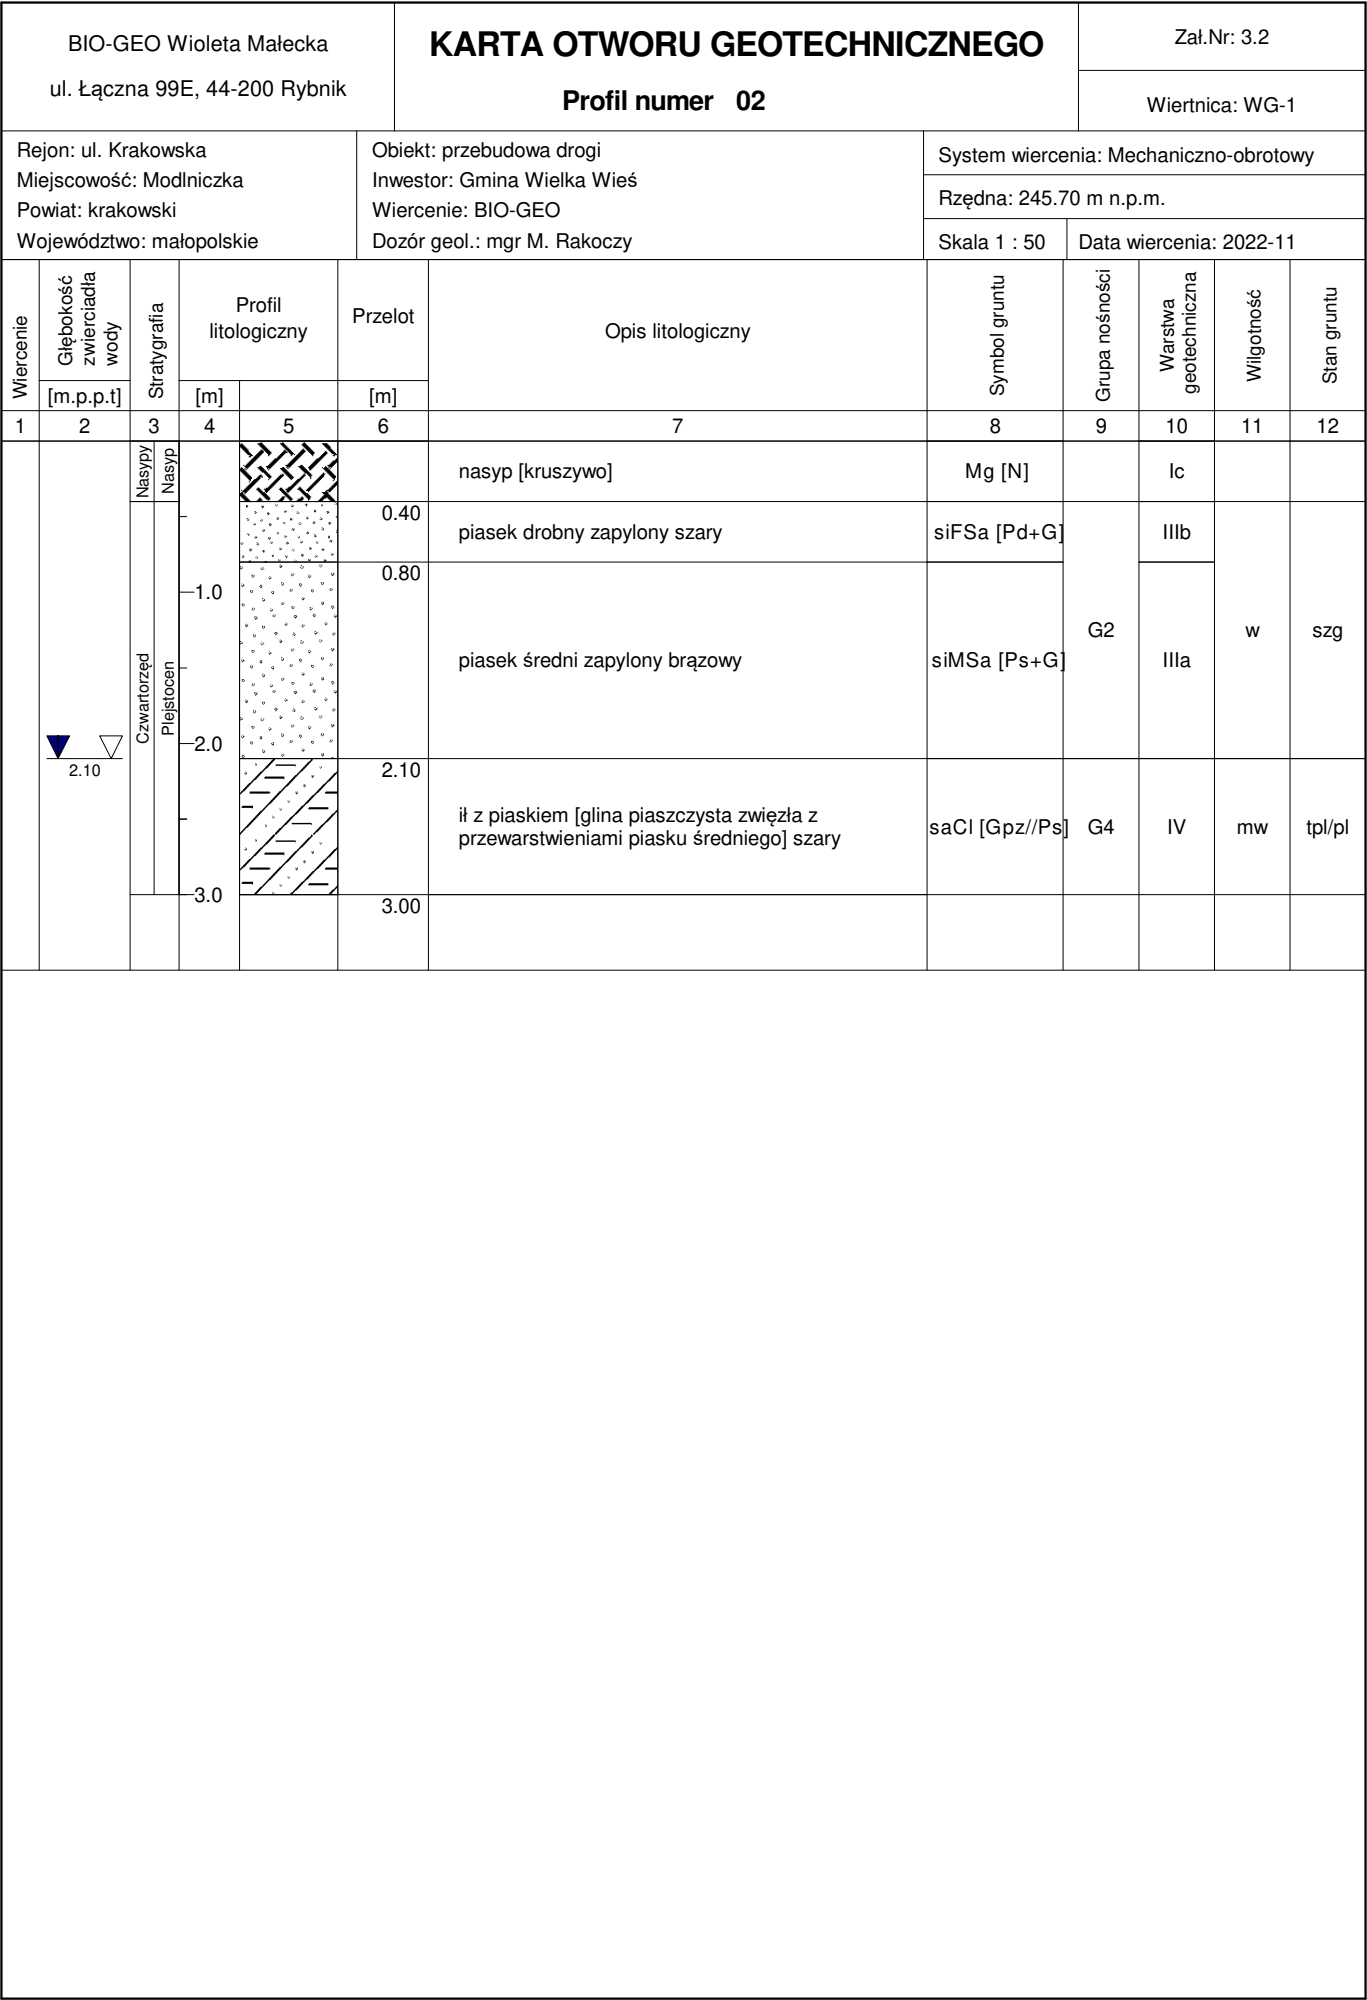 BIO-GEO Wioleta Małecka
ul. Łączna 99E, 44-200 Rybnik
KARTA OTWORU GEOTECHNICZNEGO
Profil numer 02
Zał.Nr: 3.2
Wiertnica: WG-1
Rejon: ul. Krakowska
Miejscowość: Modlniczka
Powiat: krakowski
Województwo: małopolskie
Obiekt: przebudowa drogi
Inwestor: Gmina Wielka Wieś
Wiercenie: BIO-GEO
Dozór geol.: mgr M. Rakoczy
System wiercenia: Mechaniczno-obrotowy
Rzędna: 245.70 m n.p.m.
Skala 1 : 50
Data wiercenia: 2022-11
Wiercenie
Głębokość
zwierciadła
wody
[m.p.p.t]
Stratygrafia
Profil
litologiczny
[m]
Przelot
[m]
Opis litologiczny
Symbol gruntu
Grupa nośności
Warstwa
geotechniczna
Wilgotność
Stan gruntu
1 2 3 4 5 6 7 8 9 10 11 12
Nasypy
Nasyp
nasyp [kruszywo]
Mg [N]
Ic
0.40
piasek drobny zapylony szary
siFSa [Pd+G]
IIIb
0.80
1.0
piasek średni zapylony brązowy
siMSa [Ps+G]
G2
IIIa
w
szg
Czwartorzęd
Plejstocen
2.0
2.10
2.10
ił z piaskiem [glina piaszczysta zwięzła z
przewarstwieniami piasku średniego] szary
saCl [Gpz//Ps]
G4
IV
mw
tpl/pl
3.0
3.00